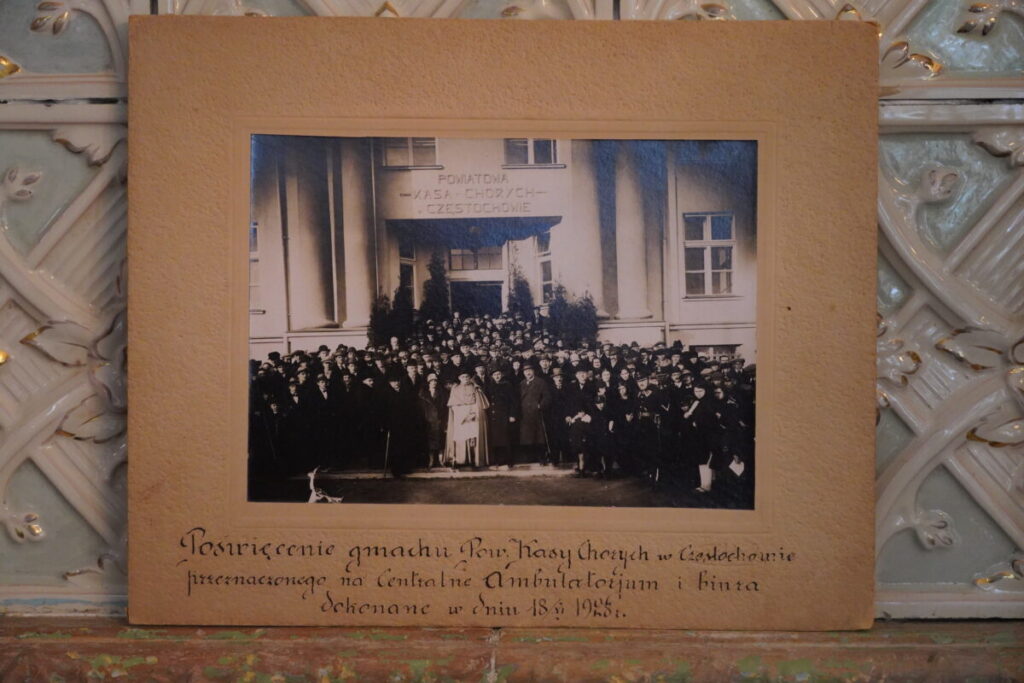 POWIATOWA
KASA-CHORYCH
CZĘSTOCHOWIE
Poświęcenie gmachu Pow. Kasy Chorych w Częstochowie
przeznaczonego na Centralne Ambulatorjum i biura
dokonane w dniu 18